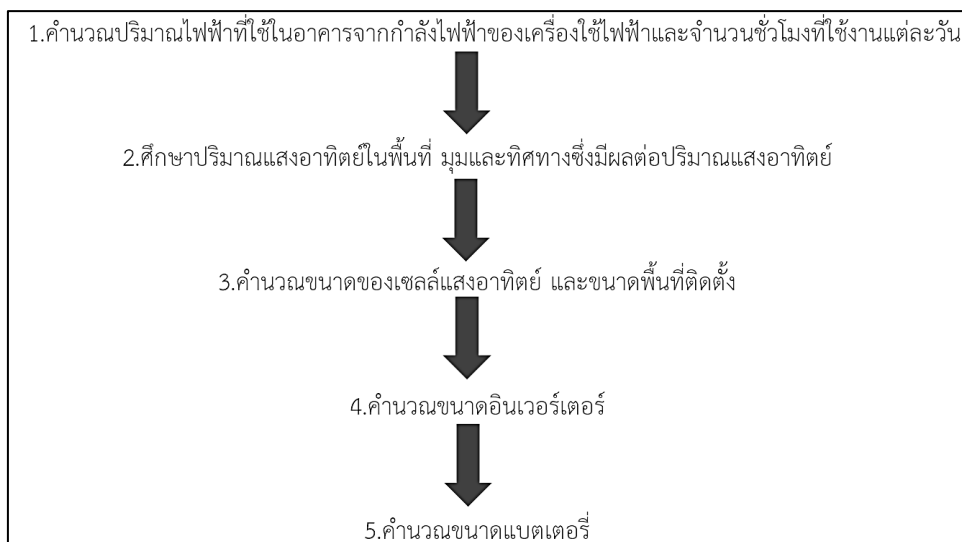 1.คำนวณปริมาณไฟฟ้าที่ใช้ในอาคารจากกำลังไฟฟ้าของเครื่องใช้ไฟฟ้าและจำนวนชั่วโมงที่ใช้งานแต่ละวัน
2.ศึกษาปริมาณแสงอาทิตย์ในพื้นที่ มุมและทิศทางซึ่งมีผลต่อปริมาณแสงอาทิตย์
3.คำนวณขนาดของเซลล์แสงอาทิตย์ และขนาดพื้นที่ติดตั้ง
4.คำนวณขนาดอินเวอร์เตอร์
5.คำนวณขนาดแบตเตอรี่